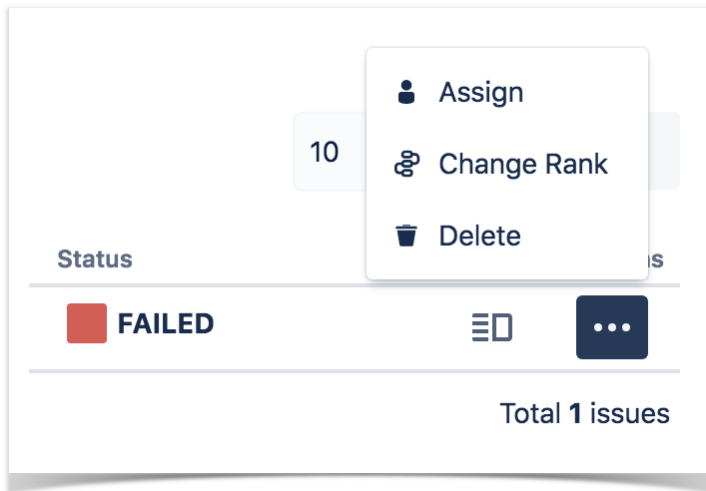 Assign
10
Change Rank
Delete
Status
FAILED
Total 1 issues